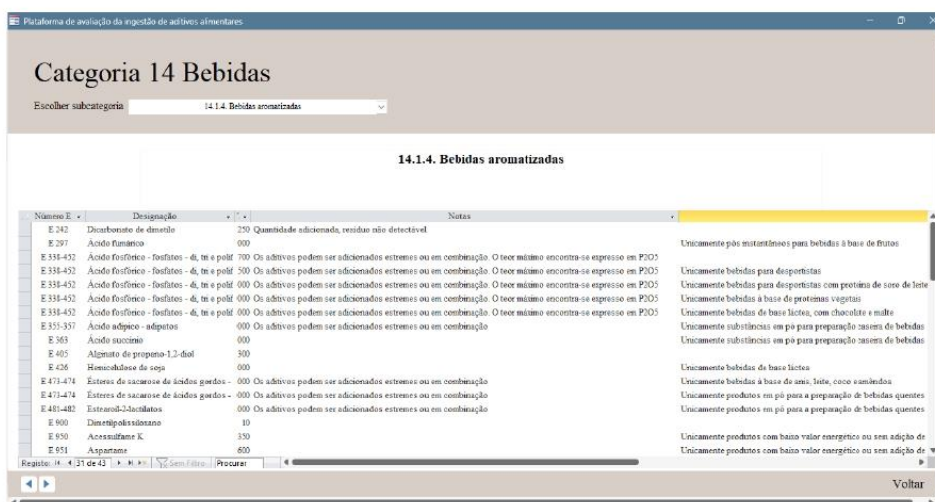 Plataforma de avaliação da ingestão de aditivos alimentares
Categoria 14 Bebidas
Escolher subcategoria 14.1.4. Bebidas aromatizadas
14.1.4. Bebidas aromatizadas
Número E Designação Notas
E 242 Dicarbonato de dimetilo 250 Quantidade adicionada, resíduo não detectável
E 297 Ácido fumárico 000 Unicamente pós instantâneos para bebidas à base de frutos
E 338-452 Ácido fosfórico - fosfatos - di, tri e polif 700 Os aditivos podem ser adicionados estremes ou em combinação. O teor máximo encontra-se expresso em P2O5
E 338-452 Ácido fosfórico - fosfatos - di, tri e polif 500 Os aditivos podem ser adicionados estremes ou em combinação. O teor máximo encontra-se expresso em P2O5 Unicamente bebidas para desportistas
E 338-452 Ácido fosfórico - fosfatos - di, tri e polif 000 Os aditivos podem ser adicionados estremes ou em combinação. O teor máximo encontra-se expresso em P2O5 Unicamente bebidas para desportistas com proteína de soro de leite
E 338-452 Ácido fosfórico - fosfatos - di, tri e polif 000 Os aditivos podem ser adicionados estremes ou em combinação. O teor máximo encontra-se expresso em P2O5 Unicamente bebidas à base de proteínas vegetais
E 338-452 Ácido fosfórico - fosfatos - di, tri e polif 000 Os aditivos podem ser adicionados estremes ou em combinação. O teor máximo encontra-se expresso em P2O5 Unicamente bebidas de base láctea, com chocolate e malte
E 355-357 Ácido adípico - adipatos 000 Os aditivos podem ser adicionados estremes ou em combinação Unicamente substâncias em pó para preparação caseira de bebidas
E 363 Ácido succínio 000 Unicamente substâncias em pó para preparação caseira de bebidas
E 405 Alginato de propano-1,2-diol 300
E 426 Hemicelulose de soja 000 Unicamente bebidas de base láctea
E 473-474 Ésteres de sacarose de ácidos gordos - 000 Os aditivos podem ser adicionados estremes ou em combinação Unicamente bebidas à base de anis, leite, coco eamêndoa
E 473-474 Ésteres de sacarose de ácidos gordos - 000 Os aditivos podem ser adicionados estremes ou em combinação Unicamente produtos em pó para a preparação de bebidas quentes
E 481-482 Estearoil-2-lactilatos 000 Os aditivos podem ser adicionados estremes ou em combinação Unicamente produtos em pó para a preparação de bebidas quentes
E 900 Dimetilpolissiloxano 10
E 950 Acessulfame K 350 Unicamente produtos com baixo valor energético ou sem adição de
E 951 Aspartame 600 Unicamente produtos com baixo valor energético ou sem adição de
Registo: 31 de 43 Sem Filtro Procurar
Voltar